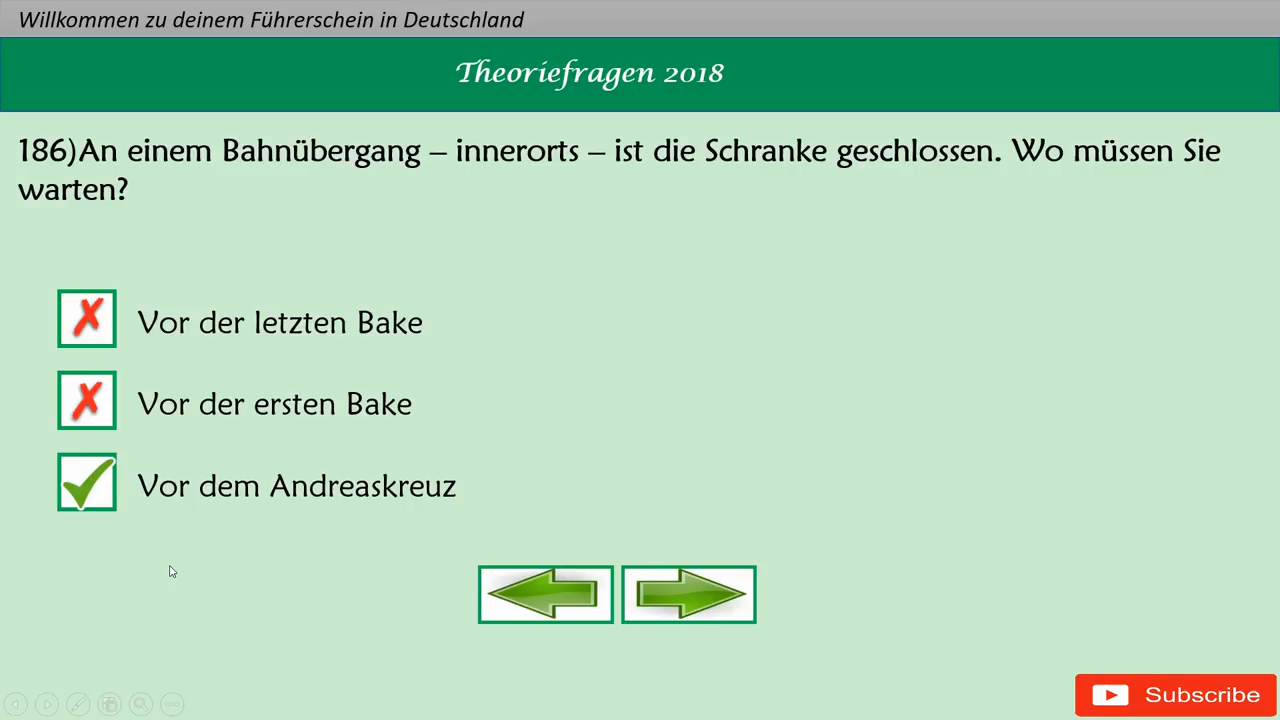 Willkommen zu deinem Führerschein in Deutschland
Theoriefragen 2018
186)An einem Bahnübergang – innerorts – ist die Schranke geschlossen. Wo müssen Sie
warten?
Vor der letzten Bake
Vor der ersten Bake
Vor dem Andreaskreuz
Subscribe